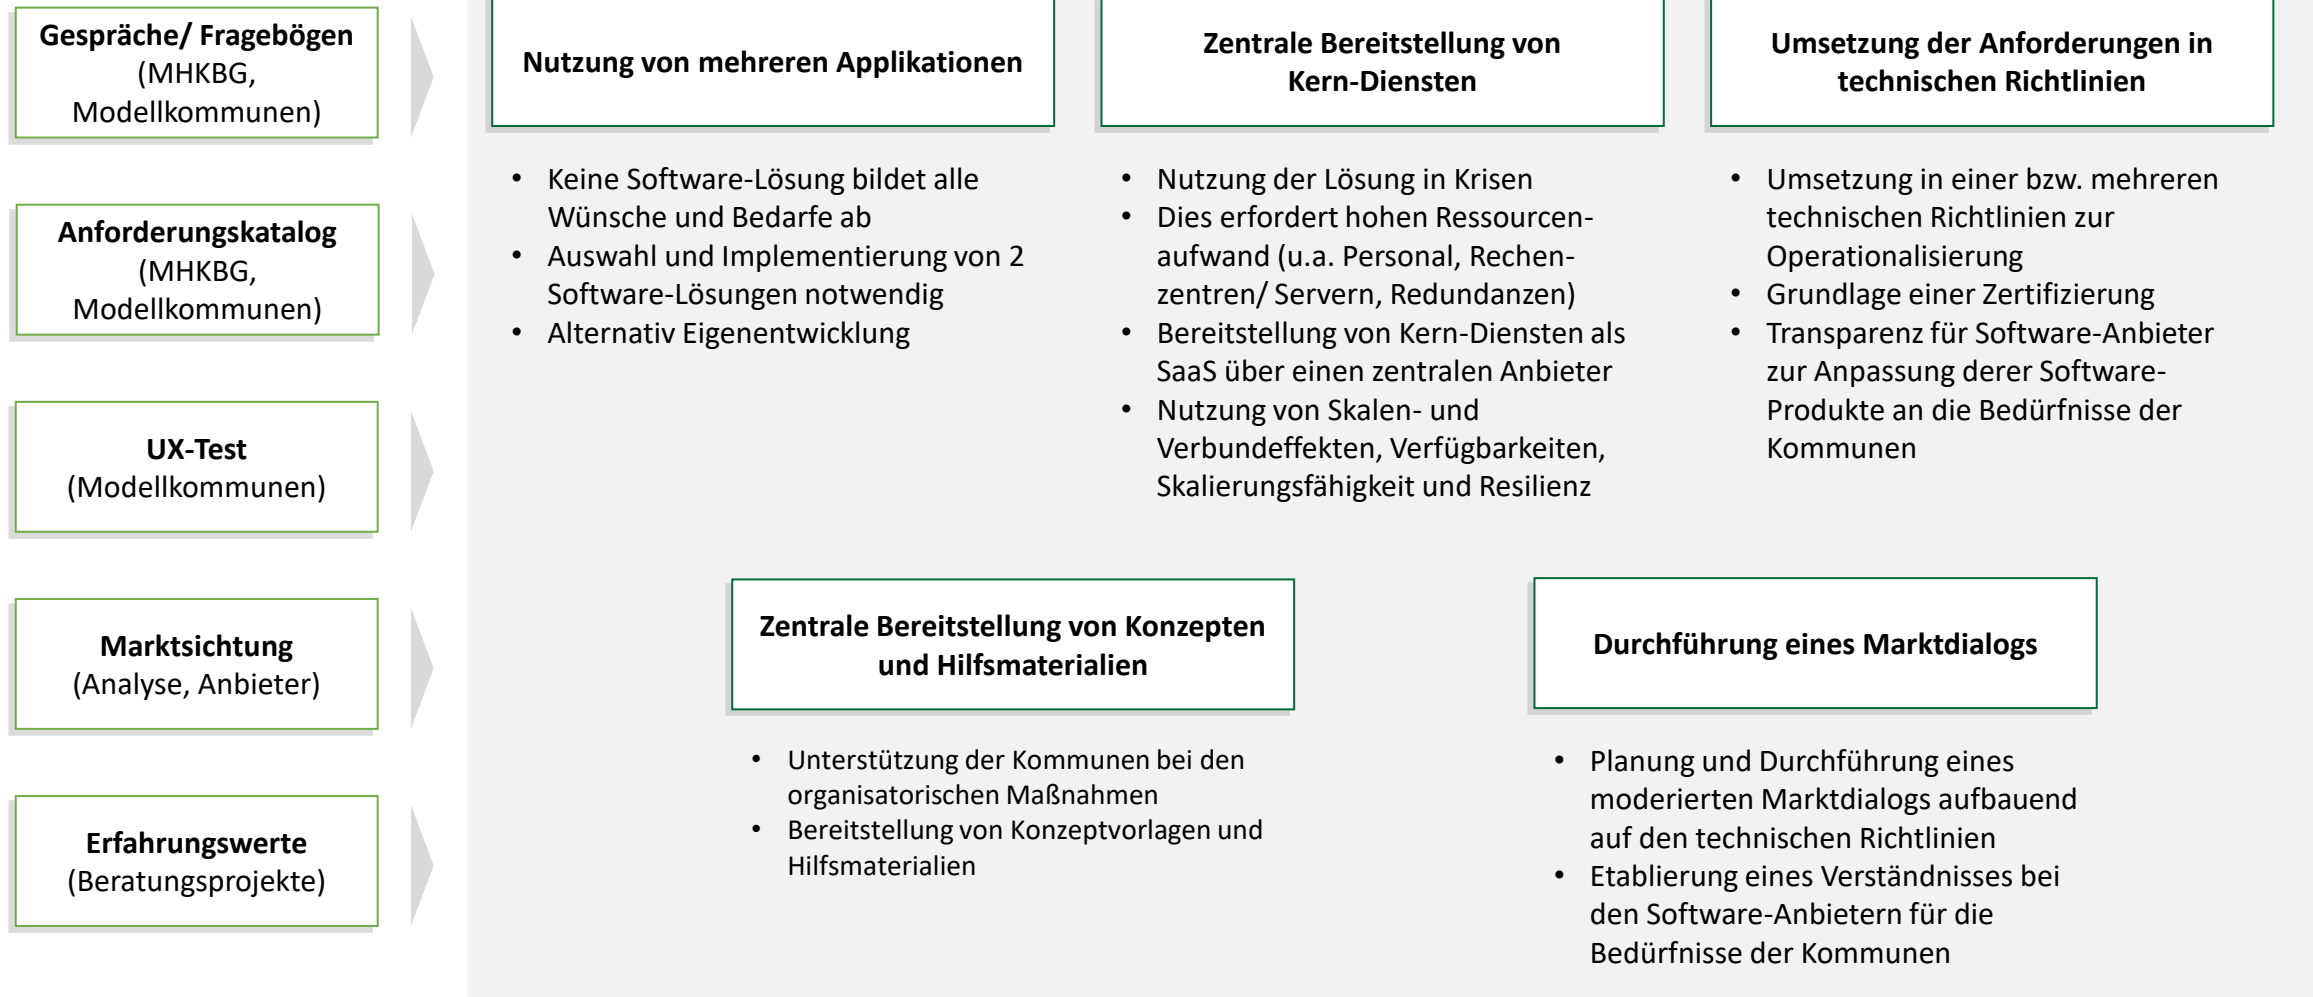 Gespräche/ Fragebögen
(MHKBG,
Modellkommunen)
Anforderungskatalog
(MHKBG,
Modellkommunen)
UX-Test
(Modellkommunen)
Marktsichtung
(Analyse, Anbieter)
Erfahrungswerte
(Beratungsprojekte)
Nutzung von mehreren Applikationen
• Keine Software-Lösung bildet alle
Wünsche und Bedarfe ab
• Auswahl und Implementierung von 2
Software-Lösungen notwendig
• Alternativ Eigenentwicklung
Zentrale Bereitstellung von
Kern-Diensten
• Nutzung der Lösung in Krisen
• Dies erfordert hohen Ressourcen-
aufwand (u.a. Personal, Rechen-
zentren/ Servern, Redundanzen)
• Bereitstellung von Kern-Diensten als
SaaS über einen zentralen Anbieter
• Nutzung von Skalen- und
Verbundeffekten, Verfügbarkeiten,
Skalierungsfähigkeit und Resilienz
Umsetzung der Anforderungen in
technischen Richtlinien
• Umsetzung in einer bzw. mehreren
technischen Richtlinien zur
Operationalisierung
• Grundlage einer Zertifizierung
• Transparenz für Software-Anbieter
zur Anpassung derer Software-
Produkte an die Bedürfnisse der
Kommunen
Zentrale Bereitstellung von Konzepten
und Hilfsmaterialien
• Unterstützung der Kommunen bei den
organisatorischen Maßnahmen
• Bereitstellung von Konzeptvorlagen und
Hilfsmaterialien
Durchführung eines Marktdialogs
• Planung und Durchführung eines
moderierten Marktdialogs aufbauend
auf den technischen Richtlinien
• Etablierung eines Verständnisses bei
den Software-Anbietern für die
Bedürfnisse der Kommunen